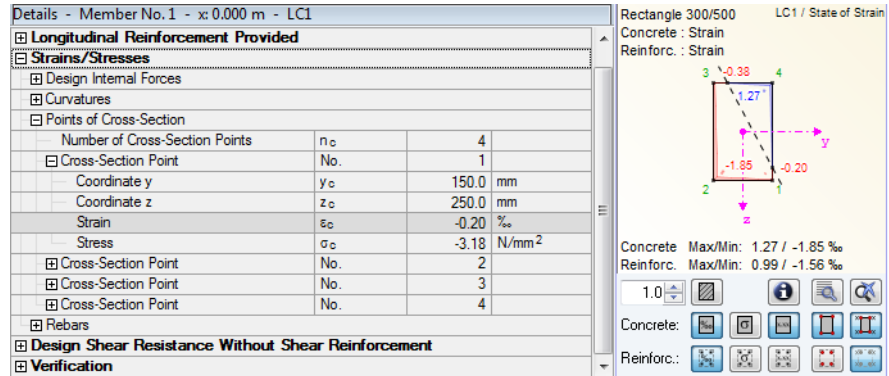 Details - Member No. 1 - x: 0.000 m - LC1
Longitudinal Reinforcement Provided
Strains/Stresses
Design Internal Forces
Curvatures
Points of Cross-Section
Number of Cross-Section Points nc 4
Cross-Section Point No. 1
Coordinate y yc 150.0 mm
Coordinate z zc 250.0 mm
Strain εc -0.20 ‰
Stress σc -3.18 N/mm²
Cross-Section Point No. 2
Cross-Section Point No. 3
Cross-Section Point No. 4
Rebars
Design Shear Resistance Without Shear Reinforcement
Verification
Rectangle 300/500 LC1 / State of Strain
Concrete : Strain
Reinforc. : Strain
3 -0.38 4
1.27
y
-1.85 -0.20
2 1
z
Concrete Max/Min: 1.27 / -1.85 ‰
Reinforc. Max/Min: 0.99 / -1.56 ‰
1.0
Concrete: ‰ σ
Reinforc.: σ